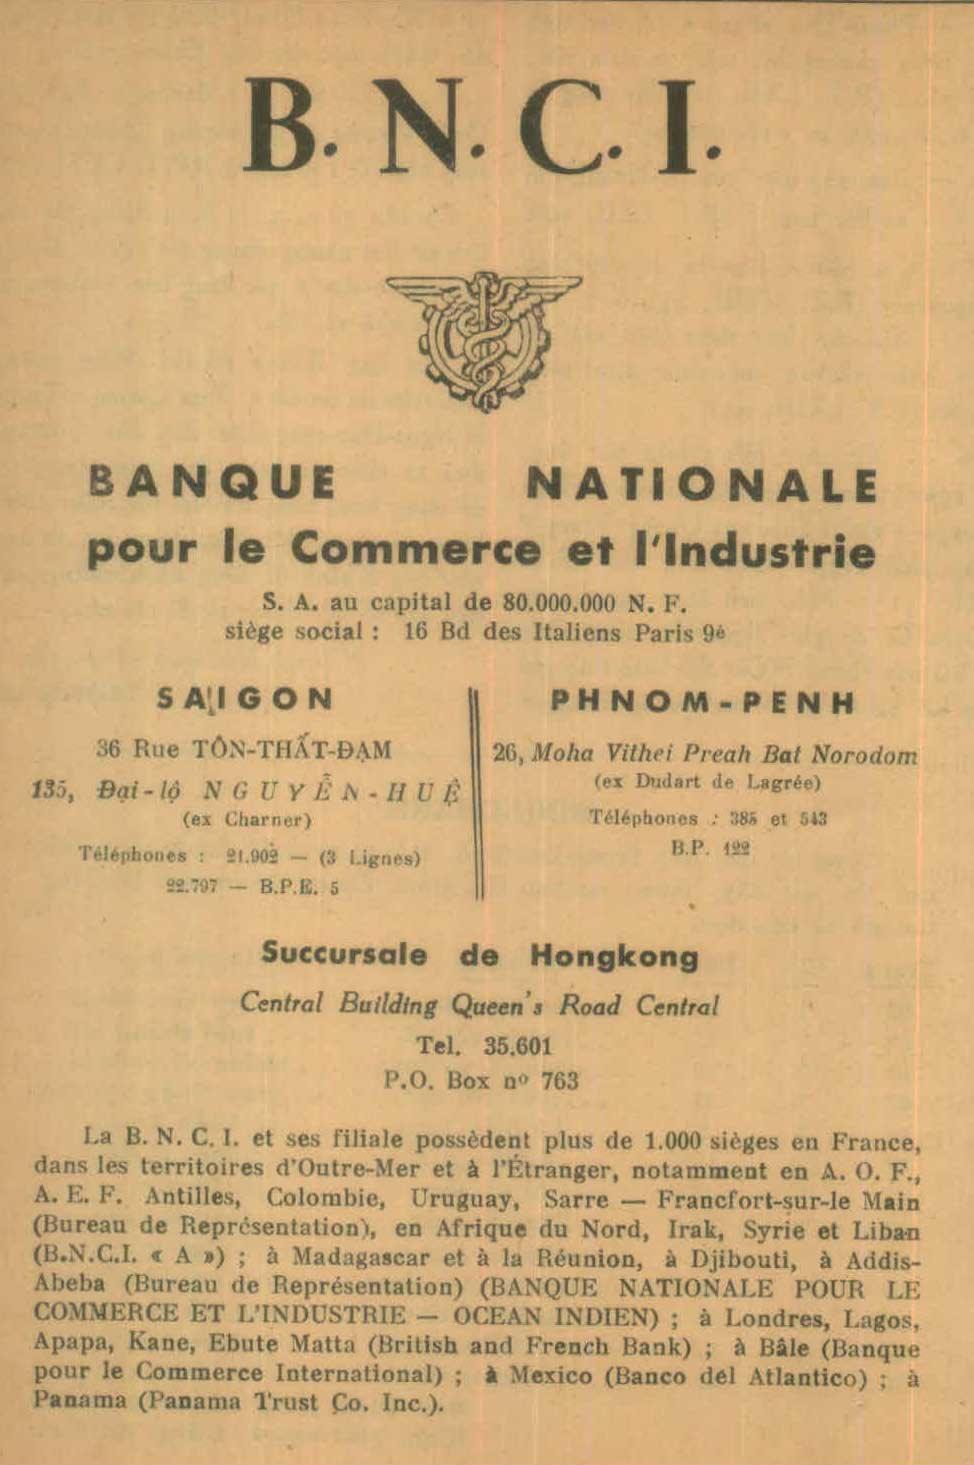 B. N. C. I.
BANQUE NATIONALE
pour le Commerce et l'Industrie
S. A. au capital de 80.000.000 N. F.
siège social : 16 Bd des Italiens Paris 9è
SAIGON
36 Rue TÔN-THẤT-ĐẠM
135, Đại-lộ NGUYỄN-HUỆ
(ex Charner)
Téléphones : 21.902 — (3 Lignes)
22.797 — B.P.E. 5
PHNOM-PENH
26, Moha Vithei Preah Bat Norodom
(ex Dudart de Lagrée)
Téléphones : 385 et 543
B.P. 122
Succursale de Hongkong
Central Building Queen's Road Central
Tel. 35.601
P.O. Box nº 763
La B. N. C. I. et ses filiale possèdent plus de 1.000 sièges en France,
dans les territoires d'Outre-Mer et à l'Étranger, notamment en A. O. F.,
A. E. F. Antilles, Colombie, Uruguay, Sarre — Francfort-sur-le Main
(Bureau de Représentation), en Afrique du Nord, Irak, Syrie et Liban
(B.N.C.I. « A ») ; à Madagascar et à la Réunion, à Djibouti, à Addis-
Abeba (Bureau de Représentation) (BANQUE NATIONALE POUR LE
COMMERCE ET L'INDUSTRIE — OCEAN INDIEN) ; à Londres, Lagos,
Apapa, Kane, Ebute Matta (British and French Bank) ; à Bâle (Banque
pour le Commerce International) ; à Mexico (Banco dél Atlantico) ; à
Panama (Panama Trust Co. Inc.).